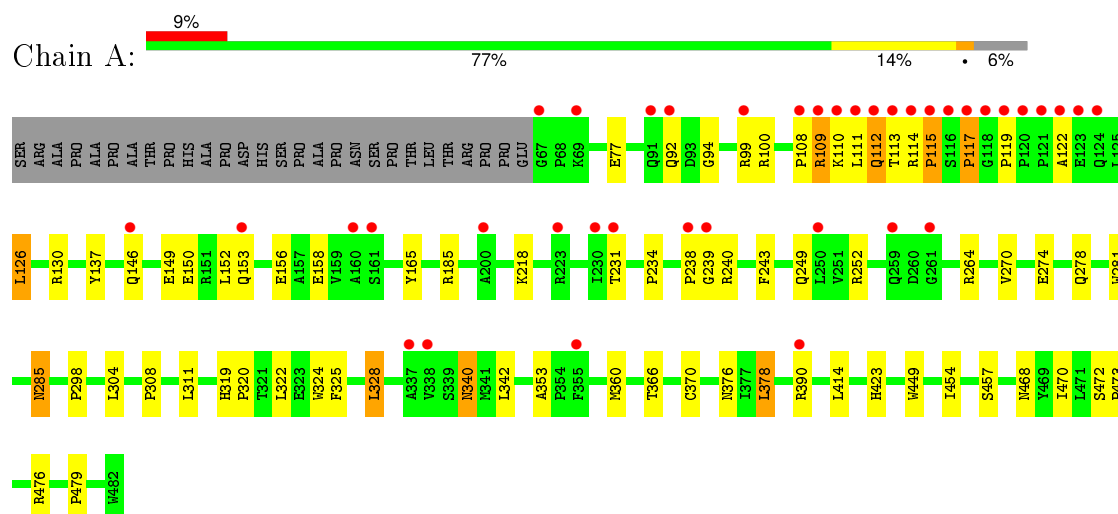 9%
Chain A:
77% 14% • 6%
SER ARG ALA PRO ALA PRO ALA THR PRO HIS ALA PRO ASP HIS SER PRO ALA PRO ASN SER PRO THR LEU THR ARG PRO PRO GLU G67 P68 K69 E77 Q91 Q92 D93 G94 R99 R100 P108 R109 K110 L111 Q112 T113 R114 P115 S116 P117 G118 P119 P120 P121 A122 E123 Q124 L125
L126 R130 Y137 Q146 E149 E150 R151 L152 Q153 E156 A157 E158 V159 A160 S161 Y165 R185 A200 K218 R223 I230 T231 P234 P238 G239 R240 F243 Q249 L250 V251 R252 Q259 D260 G261 R264 V270 E274 Q278 W281
N285 P298 L304 P308 L311 H319 P320 T321 L322 E323 W324 F325 L328 A337 V338 S339 N340 M341 L342 A353 P354 F355 M360 T366 C370 N376 I377 L378 R390 L414 H423 W449 I454 S457 N468 Y469 I470 L471 S472 P473
R476 P479 W482